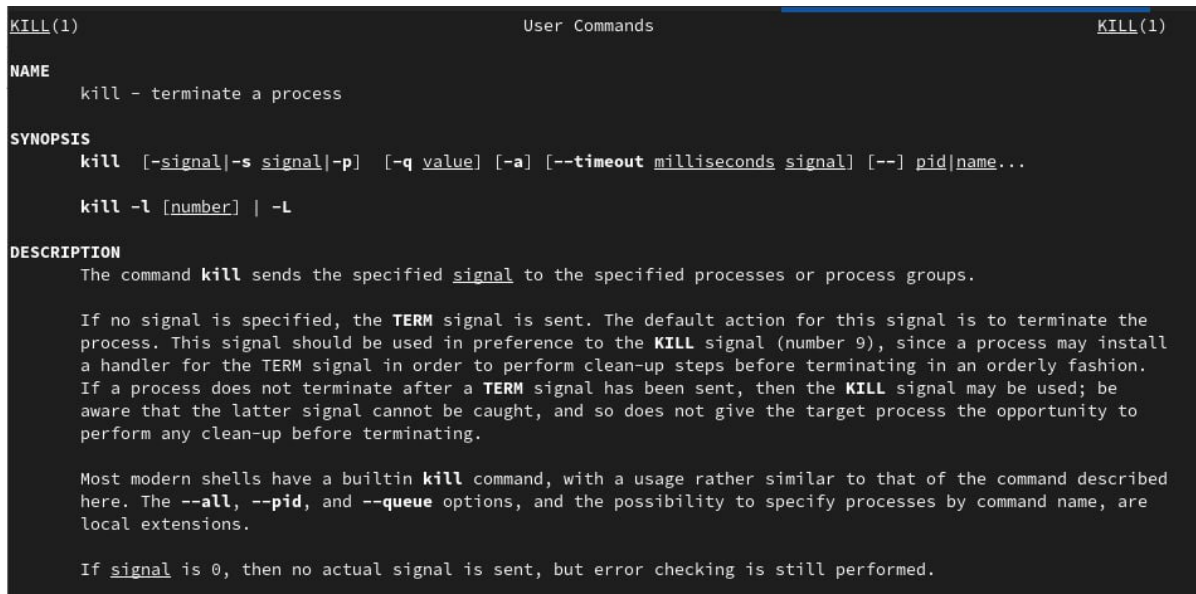 KILL(1) User Commands KILL(1)
NAME
kill - terminate a process
SYNOPSIS
kill [-signal|-s signal|-p] [-q value] [-a] [--timeout milliseconds signal] [--] pid|name...
kill -l [number] | -L
DESCRIPTION
The command kill sends the specified signal to the specified processes or process groups.
If no signal is specified, the TERM signal is sent. The default action for this signal is to terminate the
process. This signal should be used in preference to the KILL signal (number 9), since a process may install
a handler for the TERM signal in order to perform clean-up steps before terminating in an orderly fashion.
If a process does not terminate after a TERM signal has been sent, then the KILL signal may be used; be
aware that the latter signal cannot be caught, and so does not give the target process the opportunity to
perform any clean-up before terminating.
Most modern shells have a builtin kill command, with a usage rather similar to that of the command described
here. The --all, --pid, and --queue options, and the possibility to specify processes by command name, are
local extensions.
If signal is 0, then no actual signal is sent, but error checking is still performed.